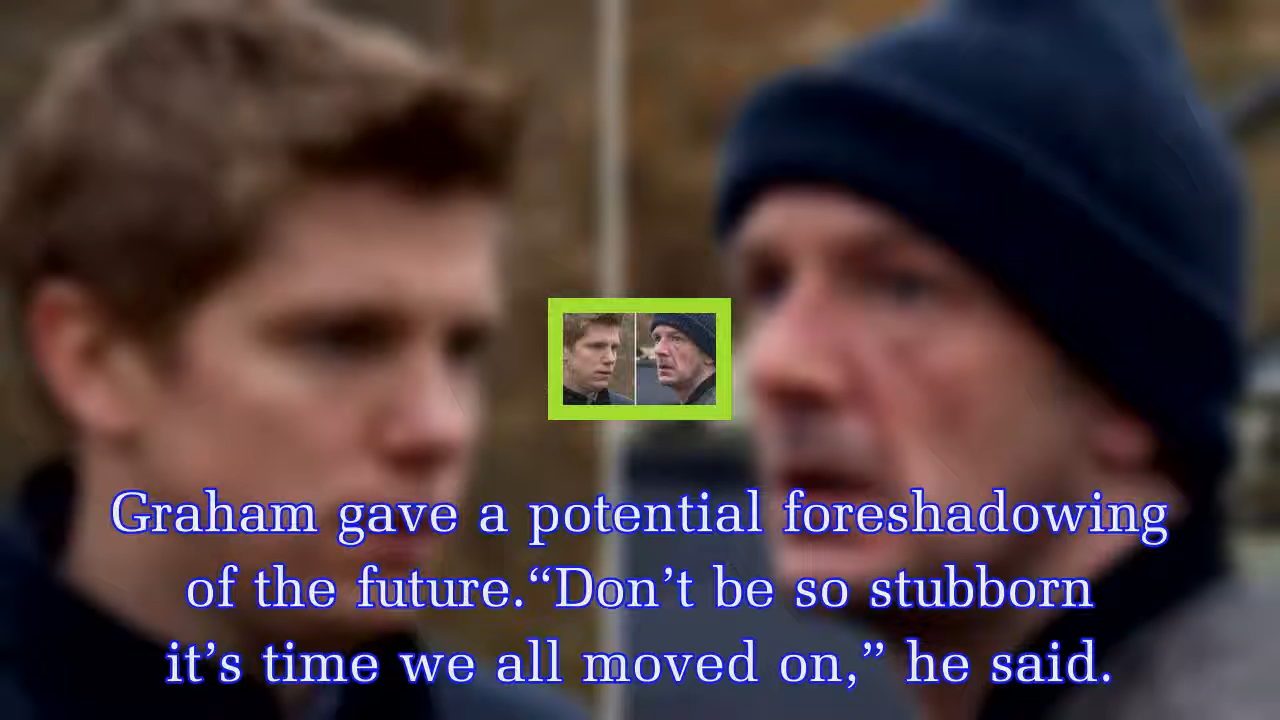 Graham gave a potential foreshadowing
of the future.“Don’t be so stubborn
it’s time we all moved on,” he said.